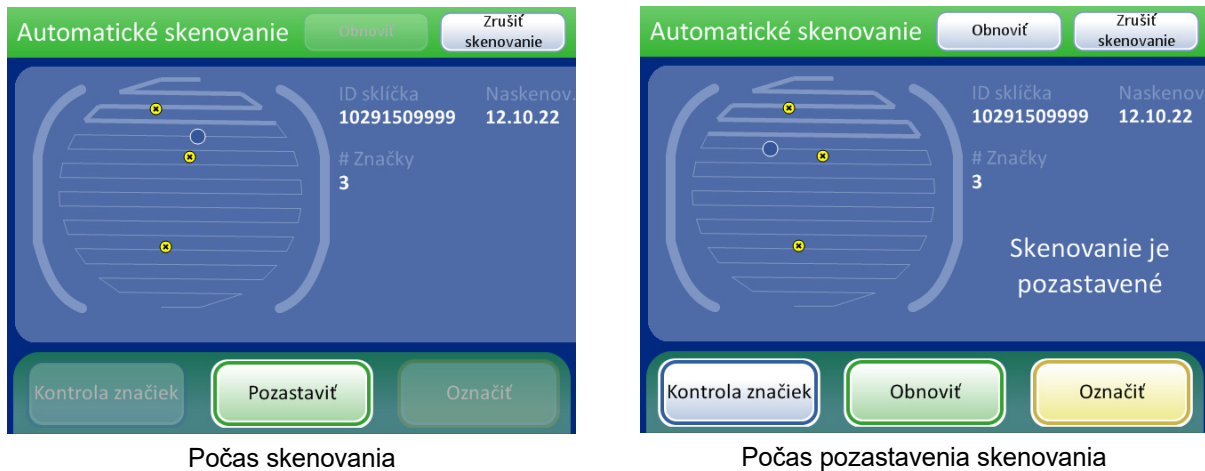 Automatické skenovanie
Obnoviť
Zrušiť
skenovanie
ID sklíčka
Naskenov.
10291509999
12.10.22
# Značky
3
Kontrola značiek
Pozastaviť
Označiť
Počas skenovania
Automatické skenovanie
Obnoviť
Zrušiť
skenovanie
ID sklíčka
Naskenov
10291509999
12.10.22
# Značky
3
Skenovanie je
pozastavené
Kontrola značiek
Obnoviť
Označiť
Počas pozastavenia skenovania